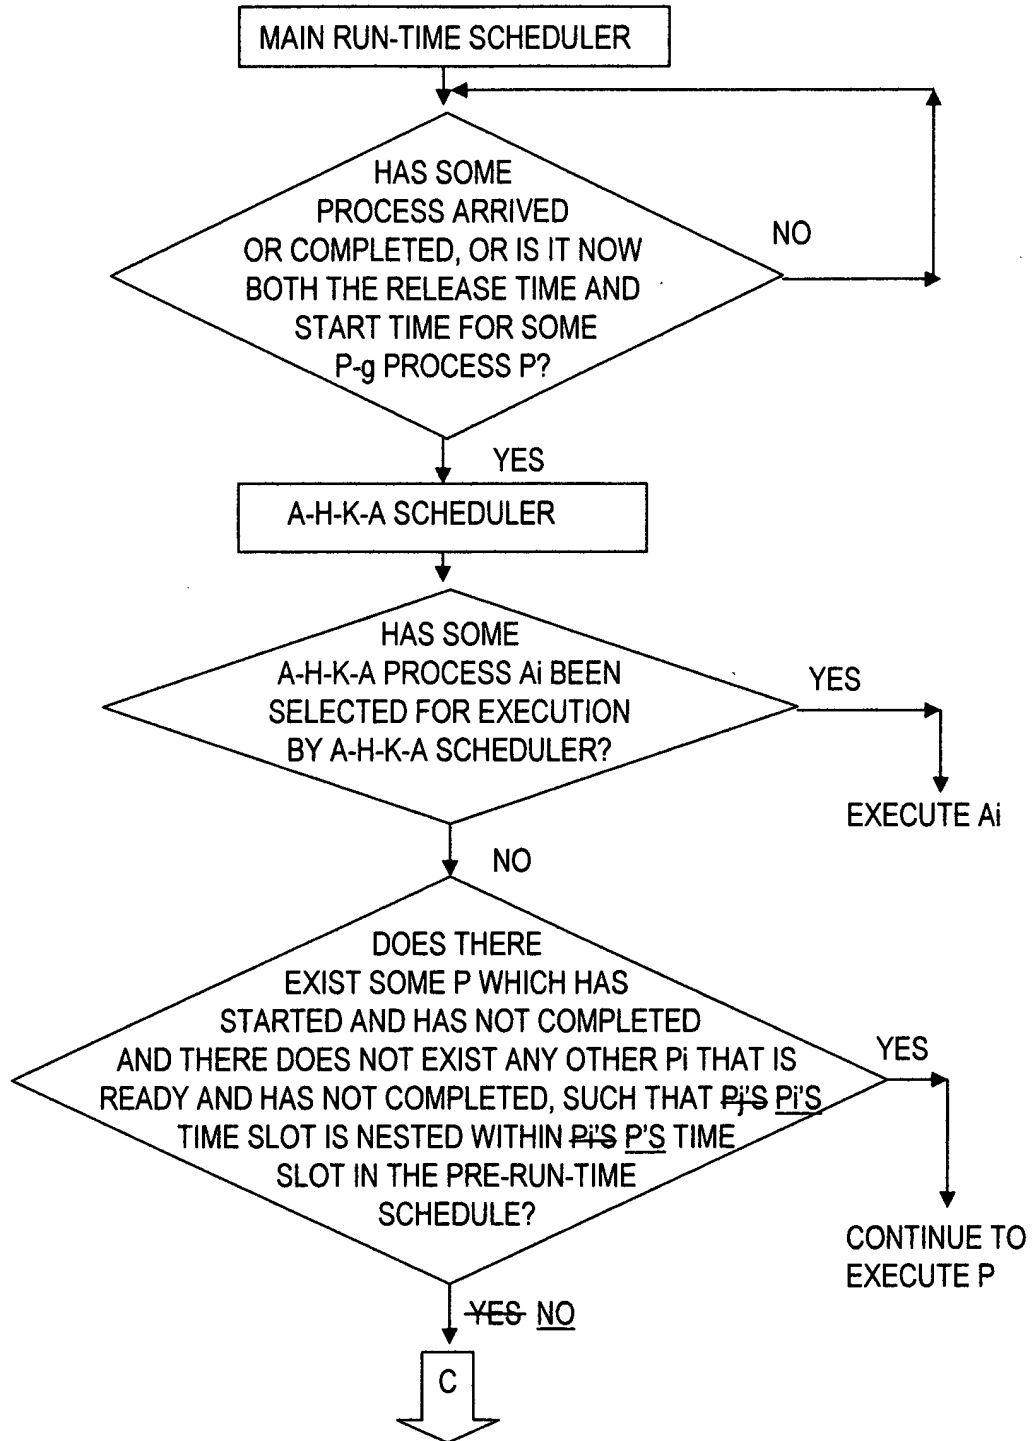 MAIN RUN-TIME SCHEDULER
HAS SOME
PROCESS ARRIVED
OR COMPLETED, OR IS IT NOW
BOTH THE RELEASE TIME AND
START TIME FOR SOME
P-g PROCESS P?
NO
YES
A-H-K-A SCHEDULER
HAS SOME
A-H-K-A PROCESS Ai BEEN
SELECTED FOR EXECUTION
BY A-H-K-A SCHEDULER?
YES
EXECUTE Ai
NO
DOES THERE
EXIST SOME P WHICH HAS
STARTED AND HAS NOT COMPLETED
AND THERE DOES NOT EXIST ANY OTHER Pi THAT IS
READY AND HAS NOT COMPLETED, SUCH THAT Pj'S Pi'S
TIME SLOT IS NESTED WITHIN Pi'S P'S TIME
SLOT IN THE PRE-RUN-TIME
SCHEDULE?
YES
CONTINUE TO
EXECUTE P
YES NO
C